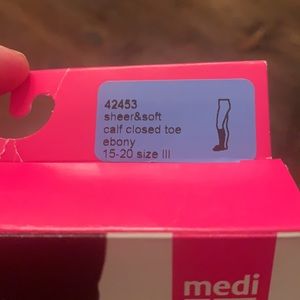 42453
sheer&soft
calf closed toe
ebony
15-20 size III
medi